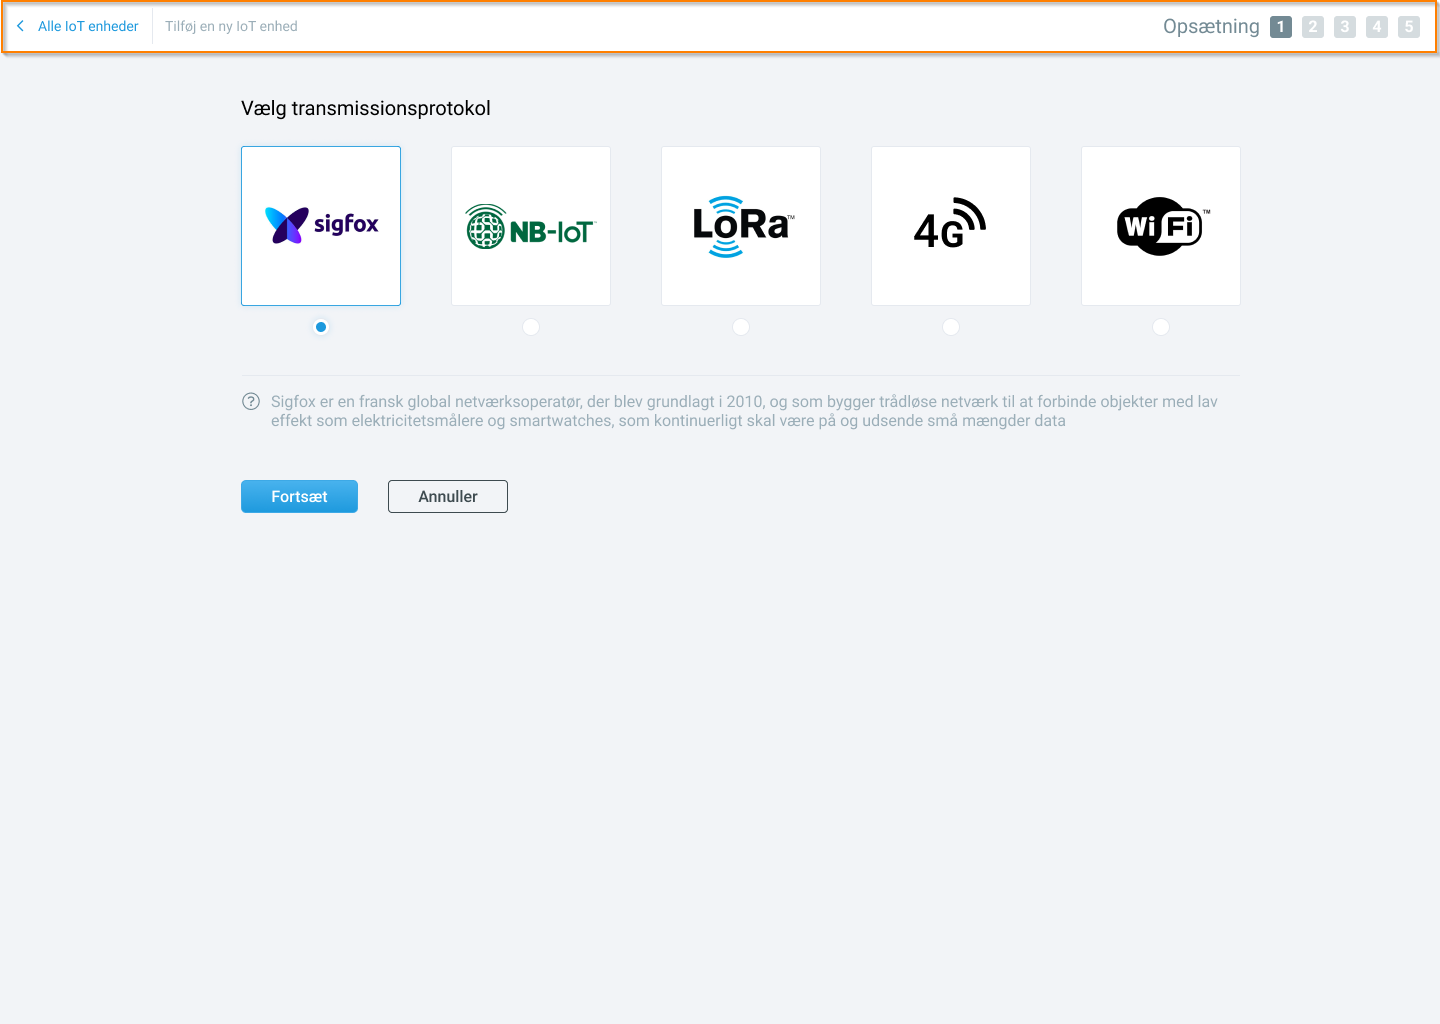 Alle IoT enheder
Tilføj en ny IoT enhed
Opsætning 1 2 3 4 5
Vælg transmissionsprotokol
sigfox
NB-IoT
LoRa™
4G
WiFi™
Sigfox er en fransk global netværksoperatør, der blev grundlagt i 2010, og som bygger trådløse netværk til at forbinde objekter med lav
effekt som elektricitetsmålere og smartwatches, som kontinuerligt skal være på og udsende små mængder data
Fortsæt
Annuller